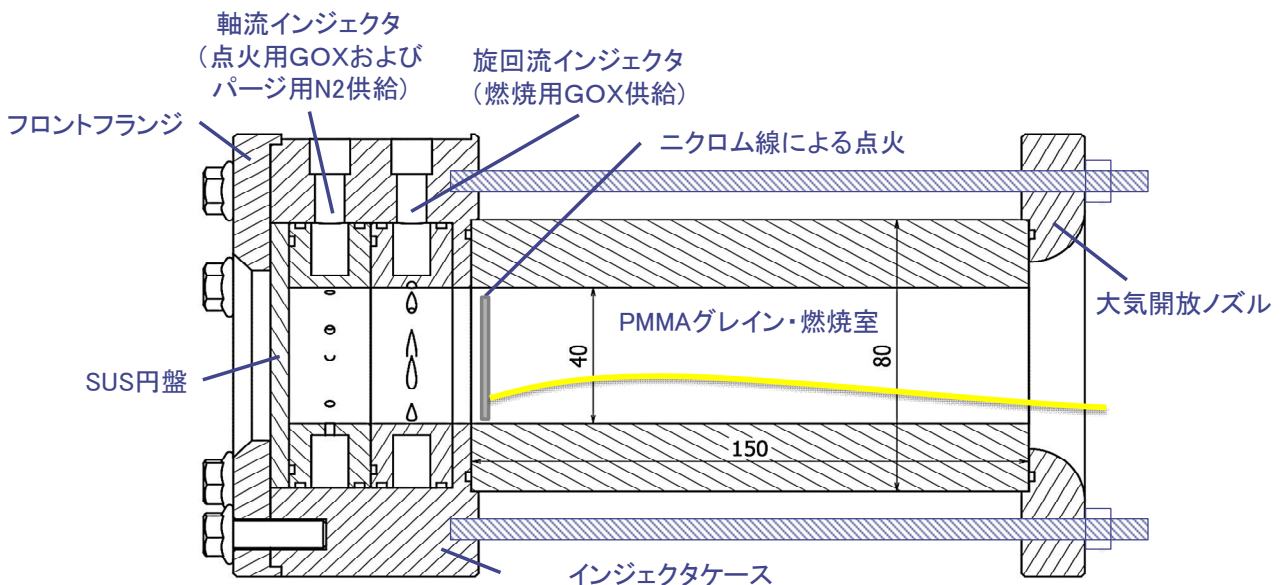 軸流インジェクタ
（点火用GOXおよび
パージ用N2供給）
旋回流インジェクタ
（燃焼用GOX供給）
フロントフランジ
ニクロム線による点火
大気開放ノズル
PMMAグレイン・燃焼室
40
80
SUS円盤
150
インジェクタケース